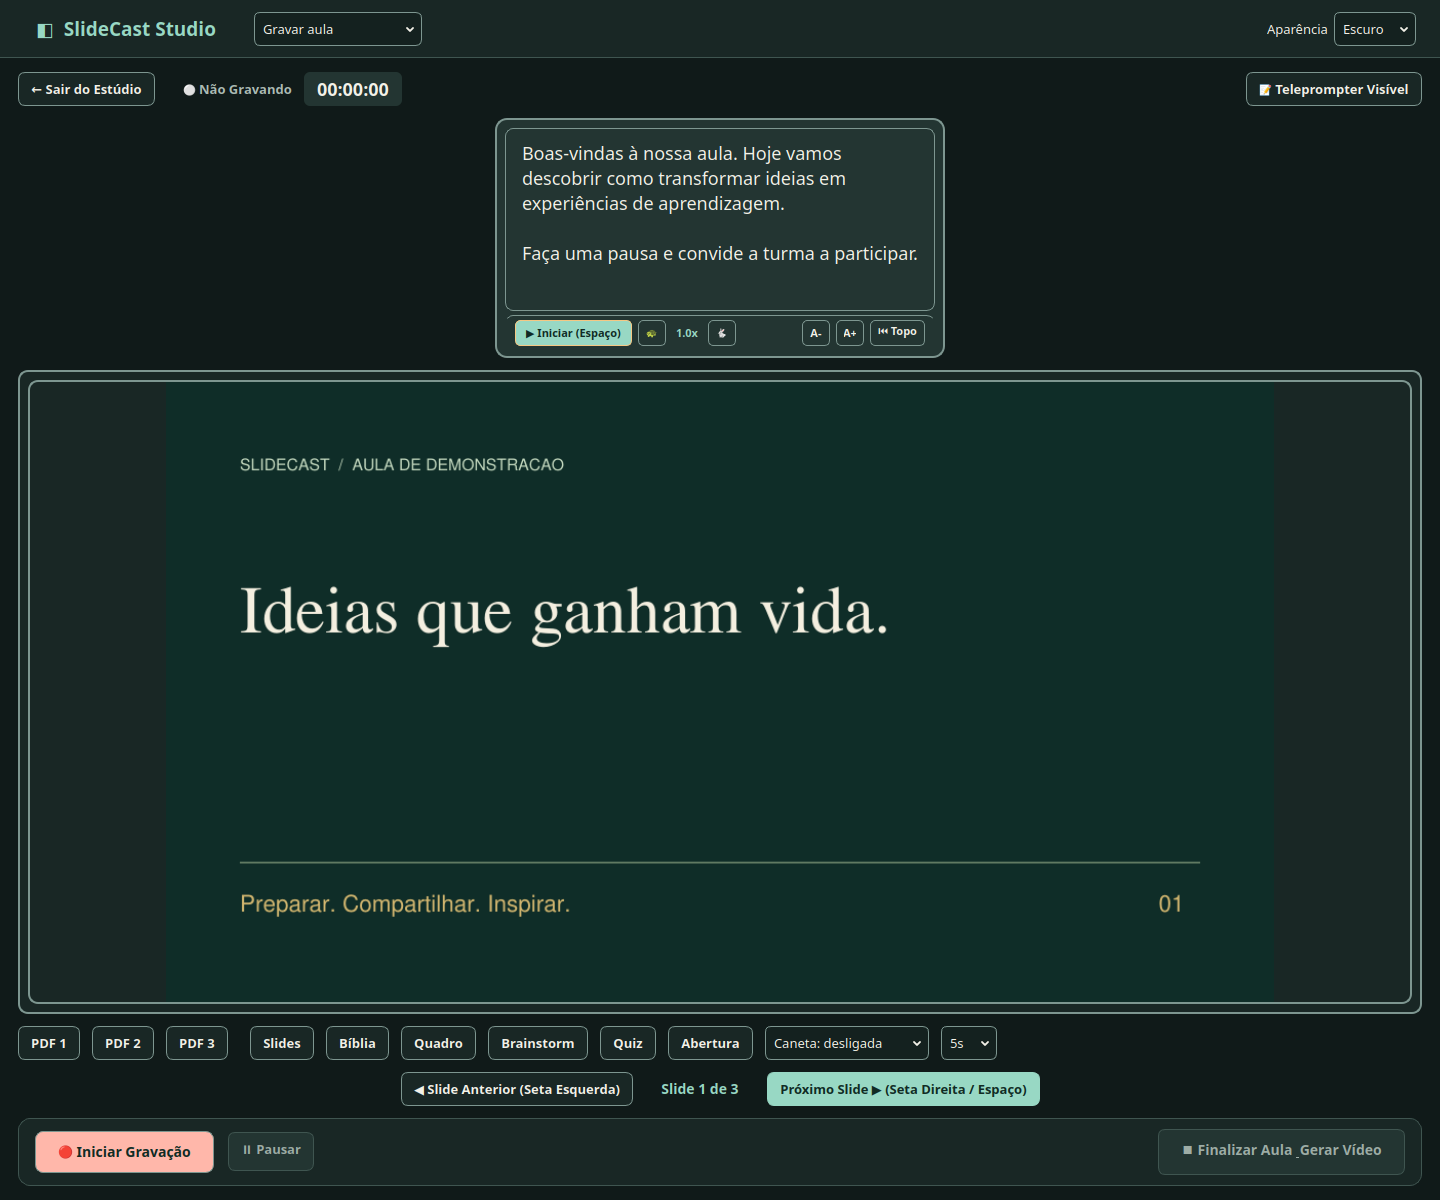 SlideCast Studio
Gravar aula
Aparência
Escuro
← Sair do Estúdio
Não Gravando
00:00:00
Teleprompter Visível
Boas-vindas à nossa aula. Hoje vamos
descobrir como transformar ideias em
experiências de aprendizagem.
Faça uma pausa e convide a turma a participar.
▶ Iniciar (Espaço)
1.0x
A-
A+
⏮ Topo
SLIDECAST / AULA DE DEMONSTRACAO
Ideias que ganham vida.
Preparar. Compartilhar. Inspirar.
01
PDF 1
PDF 2
PDF 3
Slides
Bíblia
Quadro
Brainstorm
Quiz
Abertura
Caneta: desligada
5s
◀ Slide Anterior (Seta Esquerda)
Slide 1 de 3
Próximo Slide ▶ (Seta Direita / Espaço)
Iniciar Gravação
⏸ Pausar
⏹ Finalizar Aula _Gerar Vídeo